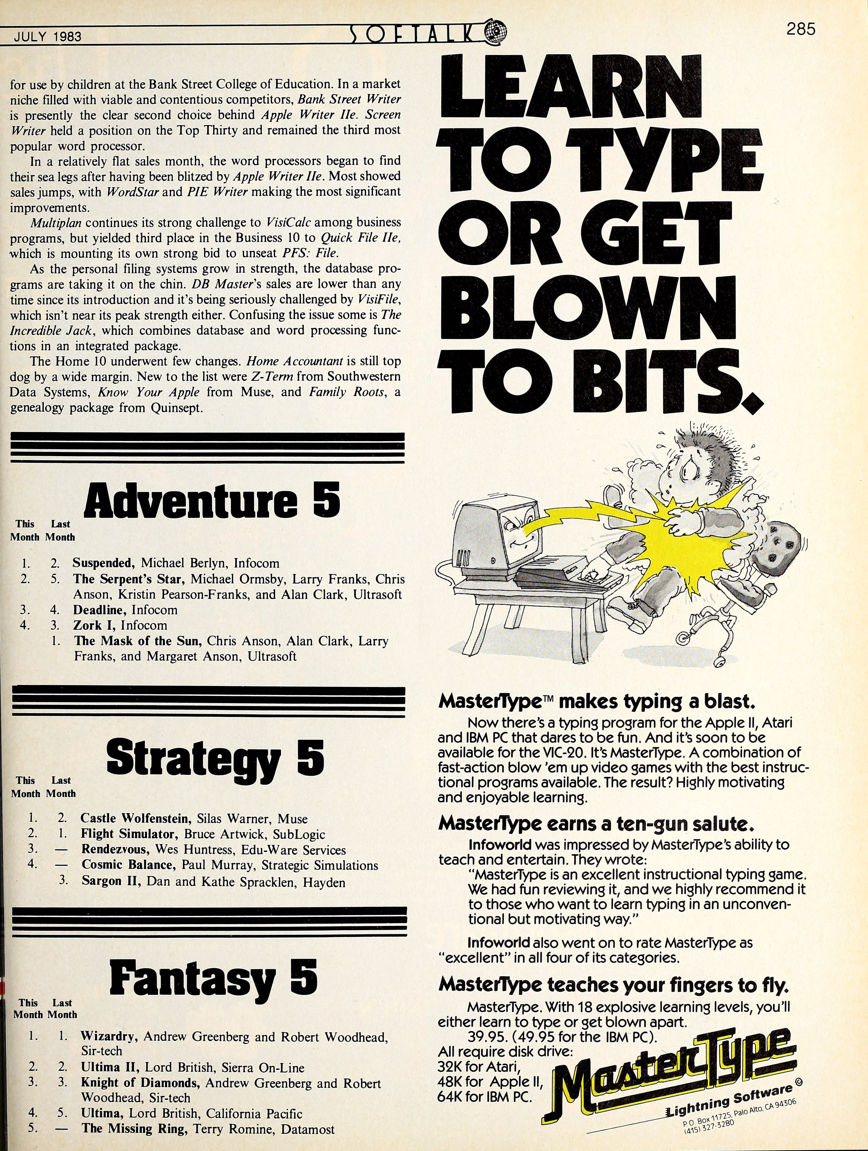 JULY 1983
SOFTALK
285
for use by children at the Bank Street College of Education. In a market
niche filled with viable and contentious competitors, Bank Street Writer
is presently the clear second choice behind Apple Writer IIe. Screen
Writer held a position on the Top Thirty and remained the third most
popular word processor.
In a relatively flat sales month, the word processors began to find
their sea legs after having been blitzed by Apple Writer IIe. Most showed
sales jumps, with WordStar and PIE Writer making the most significant
improvements.
Multiplan continues its strong challenge to VisiCalc among business
programs, but yielded third place in the Business 10 to Quick File IIe,
which is mounting its own strong bid to unseat PFS: File.
As the personal filing systems grow in strength, the database pro-
grams are taking it on the chin. DB Master's sales are lower than any
time since its introduction and it's being seriously challenged by VisiFile,
which isn't near its peak strength either. Confusing the issue some is The
Incredible Jack, which combines database and word processing func-
tions in an integrated package.
The Home 10 underwent few changes. Home Accountant is still top
dog by a wide margin. New to the list were Z-Term from Southwestern
Data Systems, Know Your Apple from Muse, and Family Roots, a
genealogy package from Quinsept.
Adventure 5
This Last
Month Month
1. 2. Suspended, Michael Berlyn, Infocom
2. 5. The Serpent's Star, Michael Ormsby, Larry Franks, Chris
Anson, Kristin Pearson-Franks, and Alan Clark, Ultrasoft
3. 4. Deadline, Infocom
4. 3. Zork I, Infocom
1. The Mask of the Sun, Chris Anson, Alan Clark, Larry
Franks, and Margaret Anson, Ultrasoft
Strategy 5
This Last
Month Month
1. 2. Castle Wolfenstein, Silas Warner, Muse
2. 1. Flight Simulator, Bruce Artwick, SubLogic
3. — Rendezvous, Wes Huntress, Edu-Ware Services
4. — Cosmic Balance, Paul Murray, Strategic Simulations
3. Sargon II, Dan and Kathe Spracklen, Hayden
Fantasy 5
This Last
Month Month
1. 1. Wizardry, Andrew Greenberg and Robert Woodhead,
Sir-tech
2. 2. Ultima II, Lord British, Sierra On-Line
3. 3. Knight of Diamonds, Andrew Greenberg and Robert
Woodhead, Sir-tech
4. 5. Ultima, Lord British, California Pacific
5. — The Missing Ring, Terry Romine, Datamost
LEARN
TO TYPE
OR GET
BLOWN
TO BITS.
MasterType™ makes typing a blast.
Now there's a typing program for the Apple II, Atari
and IBM PC that dares to be fun. And it's soon to be
available for the VIC-20. It's MasterType. A combination of
fast-action blow 'em up video games with the best instruc-
tional programs available. The result? Highly motivating
and enjoyable learning.
MasterType earns a ten-gun salute.
Infoworld was impressed by MasterType's ability to
teach and entertain. They wrote:
"MasterType is an excellent instructional typing game.
We had fun reviewing it, and we highly recommend it
to those who want to learn typing in an unconven-
tional but motivating way."
Infoworld also went on to rate MasterType as
"excellent" in all four of its categories.
MasterType teaches your fingers to fly.
MasterType. With 18 explosive learning levels, you'll
either learn to type or get blown apart.
39.95. (49.95 for the IBM PC).
All require disk drive:
32K for Atari,
48K for Apple II,
64K for IBM PC.
MasterType
Lightning Software©
P.O. Box 11725, Palo Alto, CA 94306
(415) 327-3280